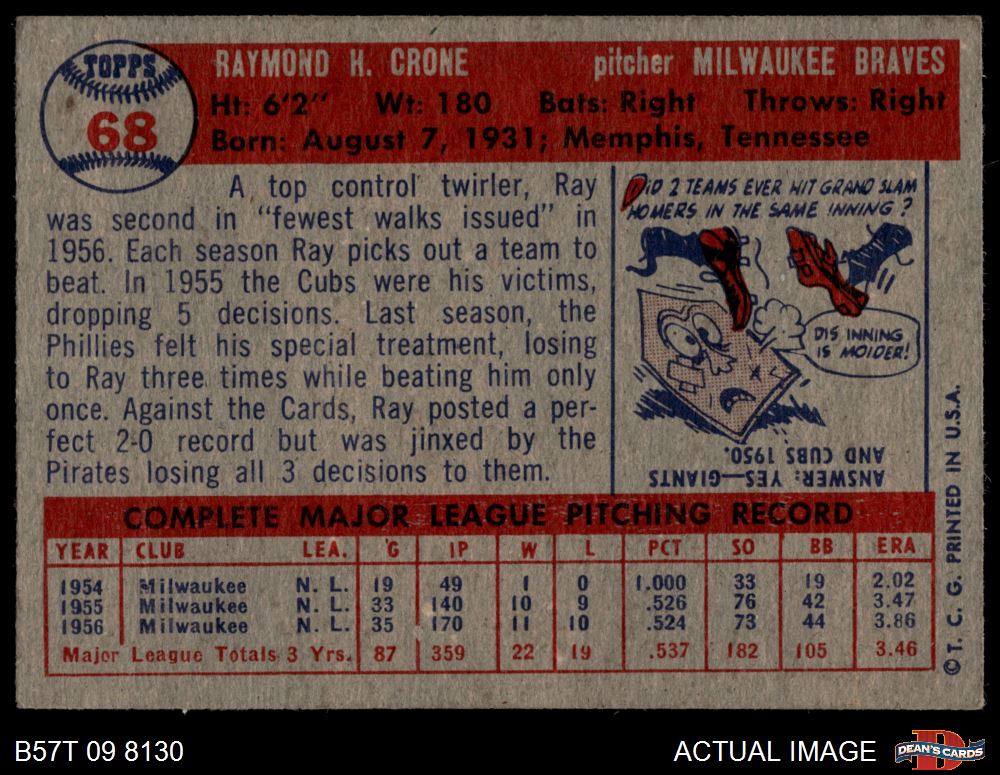 TOPPS
68
RAYMOND H. CRONE pitcher MILWAUKEE BRAVES
Ht: 6'2" Wt: 180 Bats: Right Throws: Right
Born: August 7, 1931; Memphis, Tennessee
A top control twirler, Ray
was second in “fewest walks issued” in
1956. Each season Ray picks out a team to
beat. In 1955 the Cubs were his victims,
dropping 5 decisions. Last season, the
Phillies felt his special treatment, losing
to Ray three times while beating him only
once. Against the Cards, Ray posted a per-
fect 2-0 record but was jinxed by the
Pirates losing all 3 decisions to them.
DID 2 TEAMS EVER HIT GRAND SLAM
HOMERS IN THE SAME INNING?
DIS INNING
IS MOIDER!
ANSWER: YES—GIANTS
AND CUBS 1950.
COMPLETE MAJOR LEAGUE PITCHING RECORD
YEAR CLUB LEA. G IP W L PCT SO BB ERA
1954 Milwaukee N. L. 19 49 1 0 1.000 33 19 2.02
1955 Milwaukee N. L. 33 140 10 9 .526 76 42 3.47
1956 Milwaukee N. L. 35 170 11 10 .524 73 44 3.86
Major League Totals 3 Yrs. 87 359 22 19 .537 182 105 3.46
© T. C. G. PRINTED IN U.S.A.
B57T 09 8130
ACTUAL IMAGE
DEAN'S CARDS